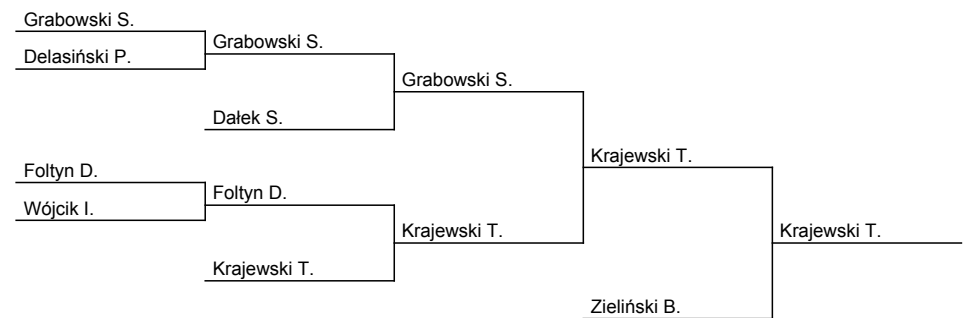 Grabowski S.
Delasiński P.
Grabowski S.
Dałek S.
Grabowski S.
Foltyn D.
Wójcik I.
Foltyn D.
Krajewski T.
Krajewski T.
Krajewski T.
Zieliński B.
Krajewski T.